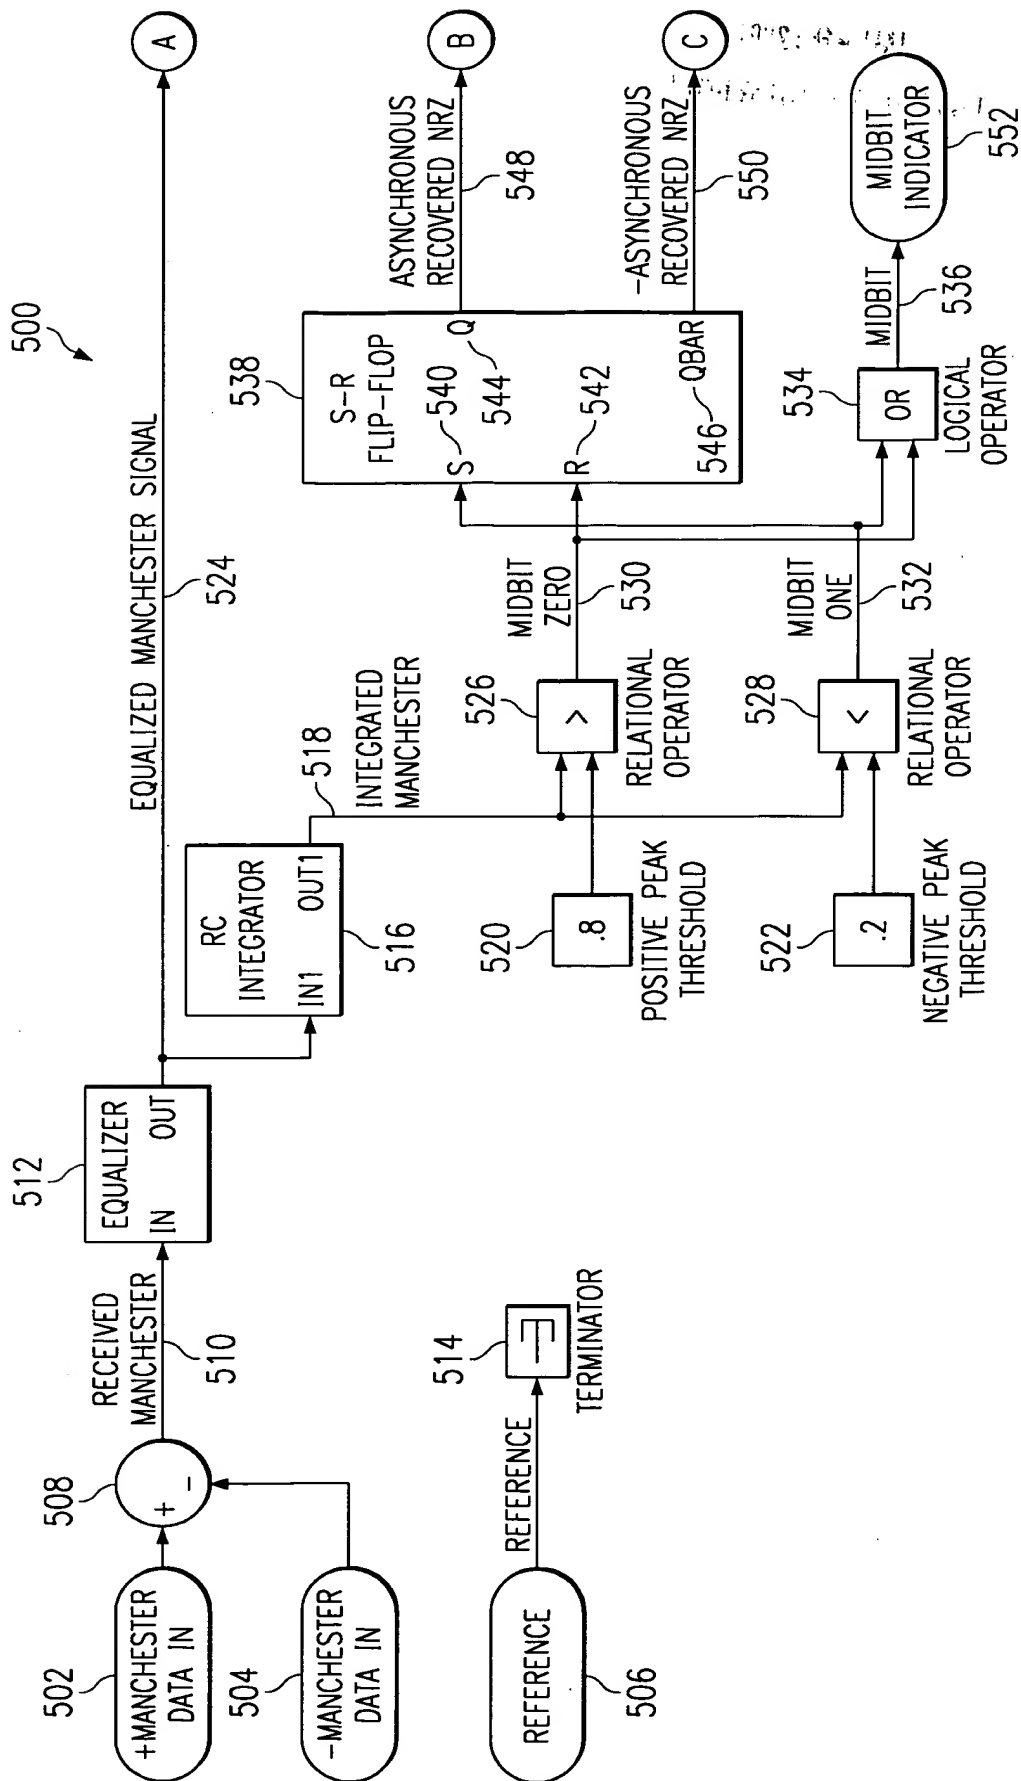 500
502
+MANCHESTER
DATA IN
504
-MANCHESTER
DATA IN
506
REFERENCE
508
+
-
RECEIVED
MANCHESTER
510
REFERENCE
514
TERMINATOR
512
EQUALIZER
IN
OUT
EQUALIZED MANCHESTER SIGNAL
524
A
RC
INTEGRATOR
IN1
OUT1
516
518
INTEGRATED
MANCHESTER
520
.8
POSITIVE PEAK
THRESHOLD
522
.2
NEGATIVE PEAK
THRESHOLD
526
>
RELATIONAL
OPERATOR
528
<
RELATIONAL
OPERATOR
MIDBIT
ZERO
530
MIDBIT
ONE
532
538
S-R
FLIP-FLOP
S
540
Q
544
R
542
546
QBAR
ASYNCHRONOUS
RECOVERED NRZ
548
B
-ASYNCHRONOUS
RECOVERED NRZ
550
C
534
OR
LOGICAL
OPERATOR
MIDBIT
536
MIDBIT
INDICATOR
552